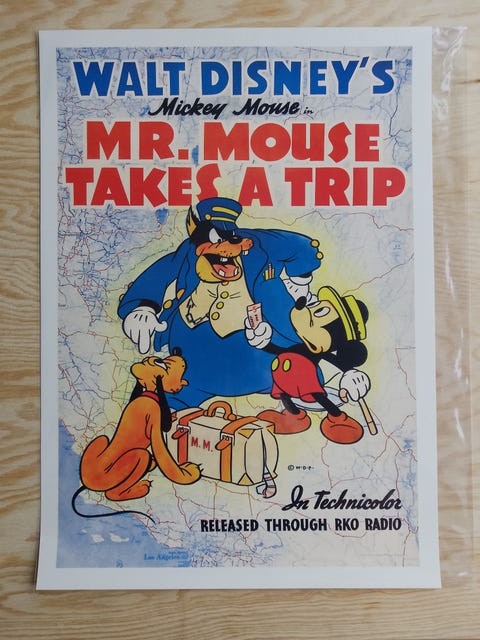 WALT DISNEY'S
Mickey Mouse in
MR. MOUSE
TAKES A TRIP
M.M.
© W.D.P.
In Technicolor
RELEASED THROUGH RKO RADIO
Los Angeles